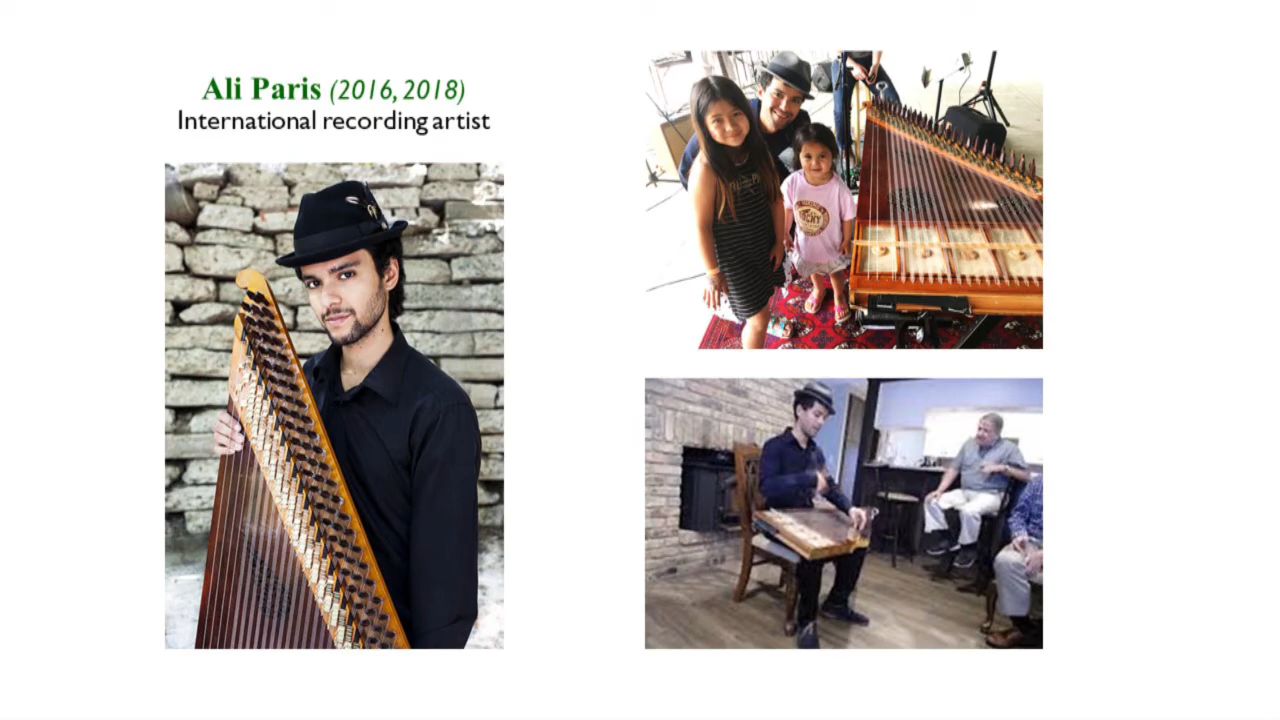 Ali Paris (2016, 2018)
International recording artist